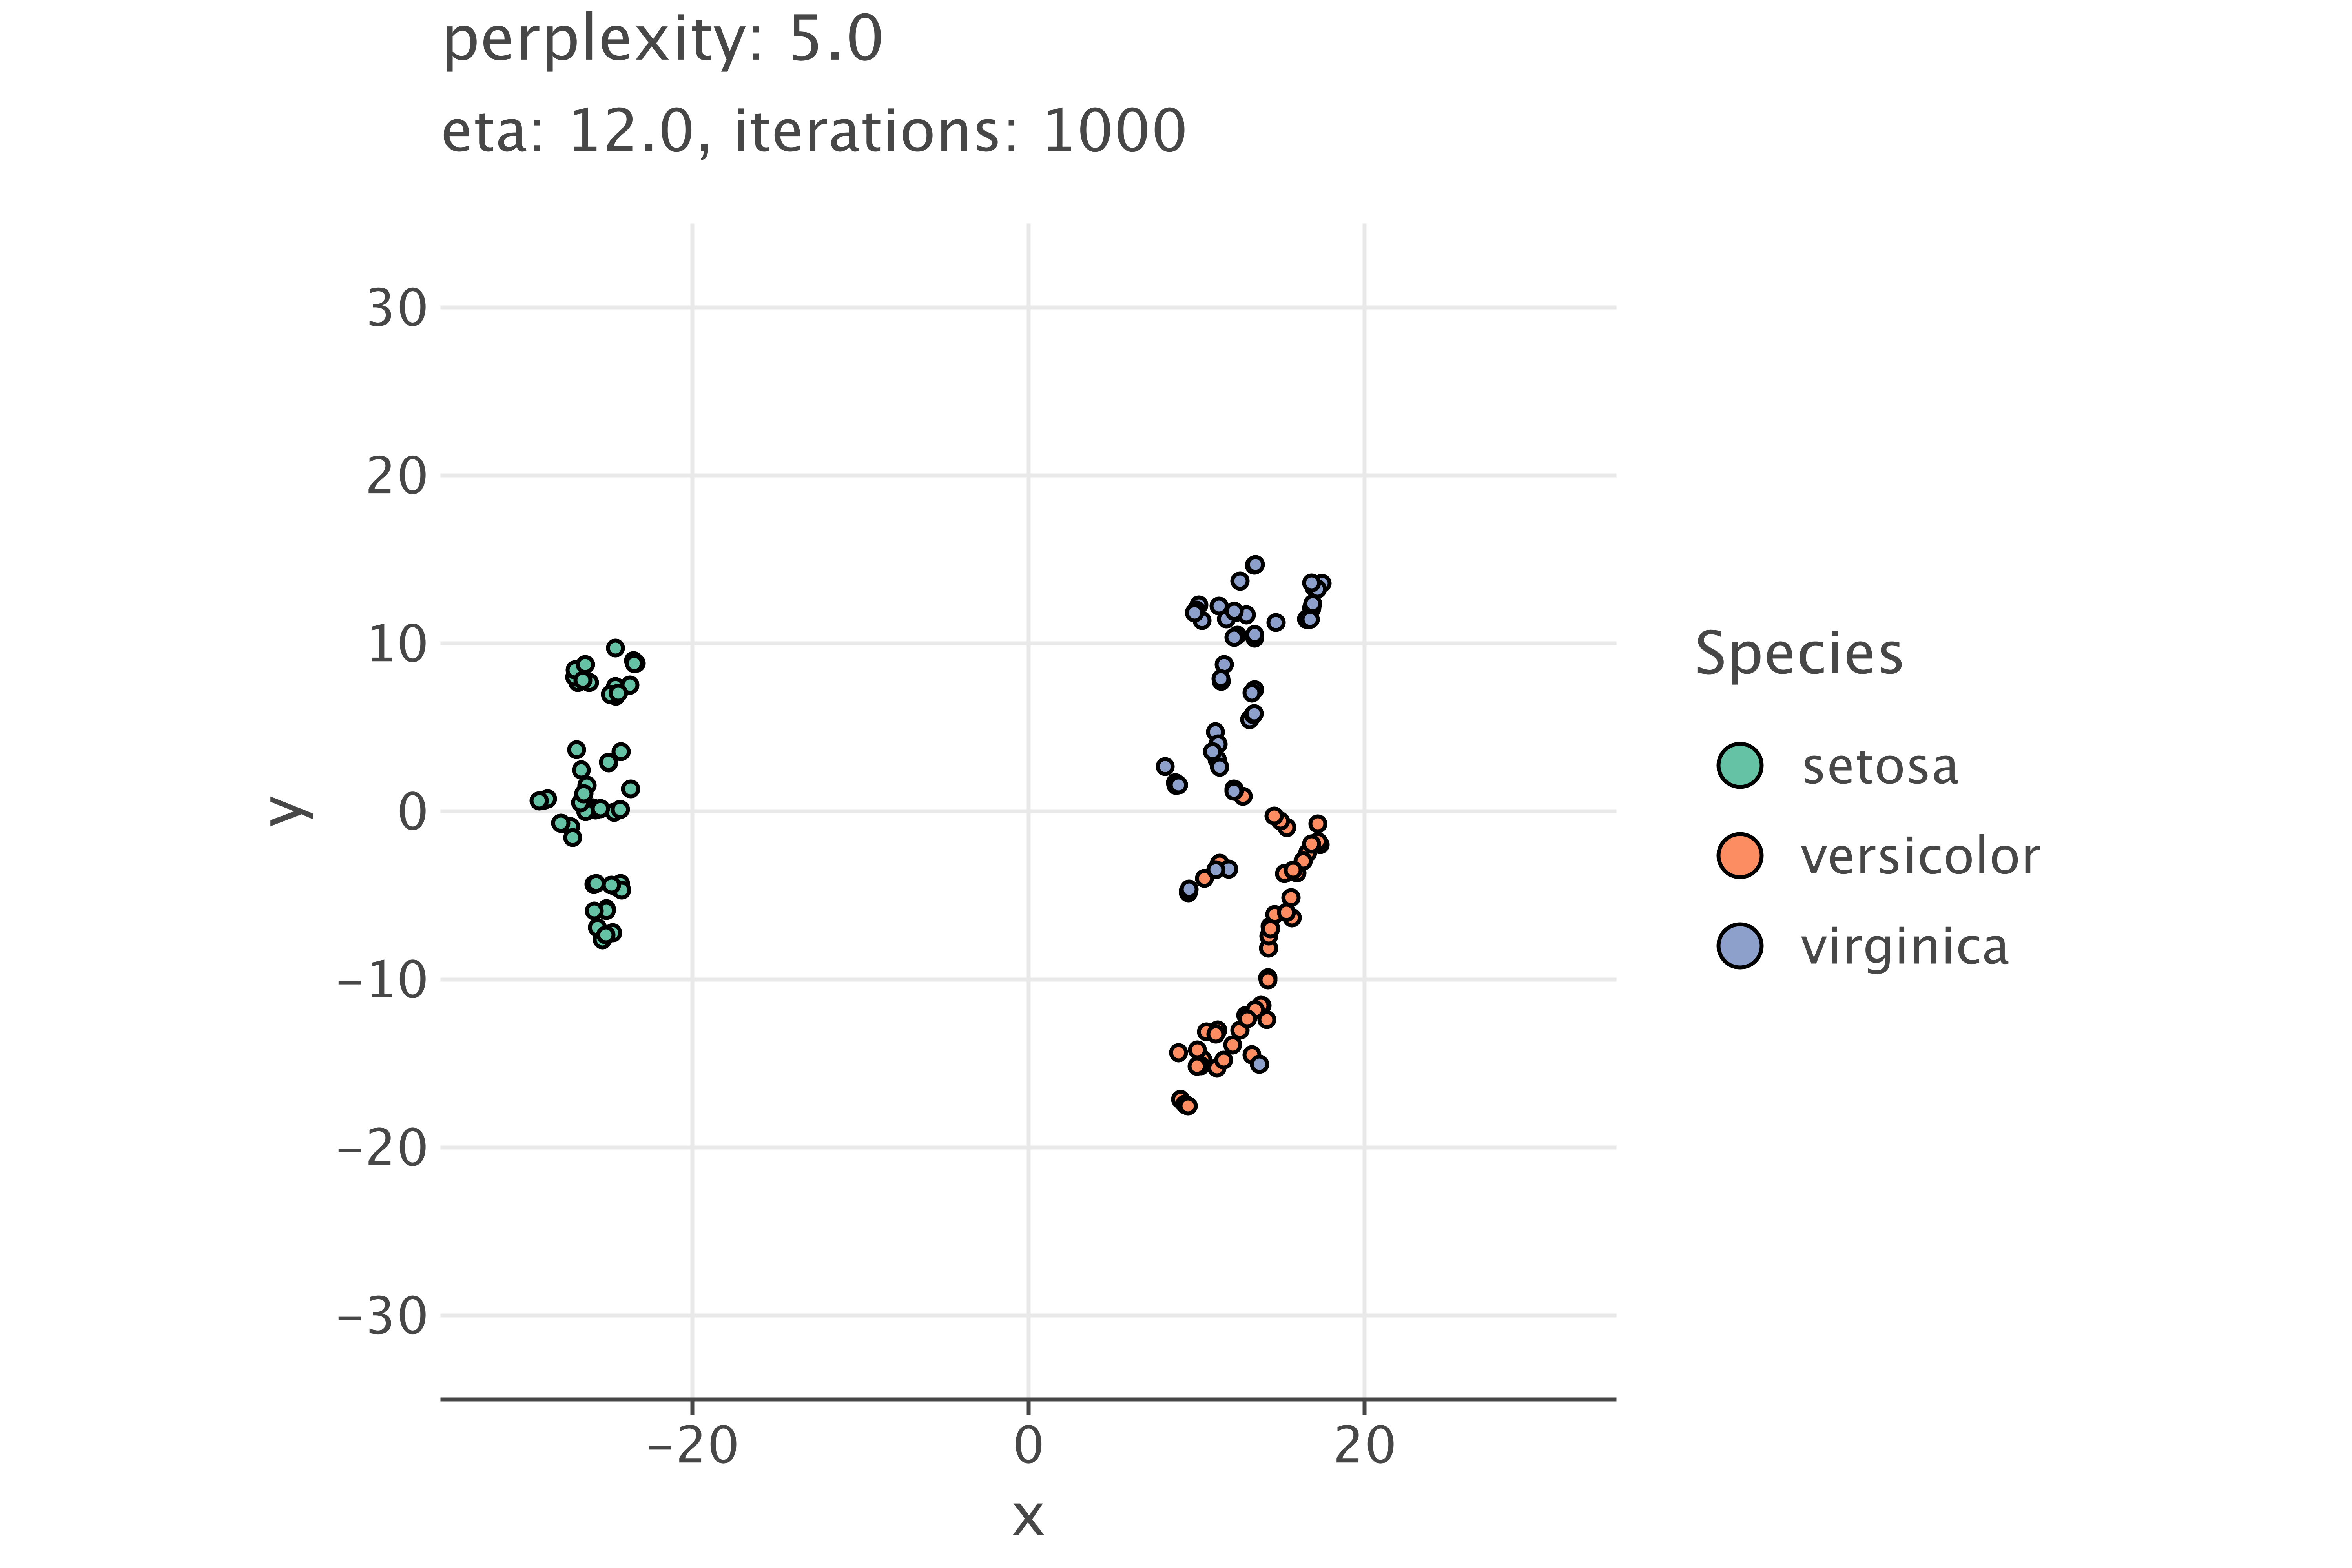 perplexity: 5.0
eta: 12.0, iterations: 1000
30
20
10
0
−10
−20
−30
y
−20
0
20
x
Species
setosa
versicolor
virginica